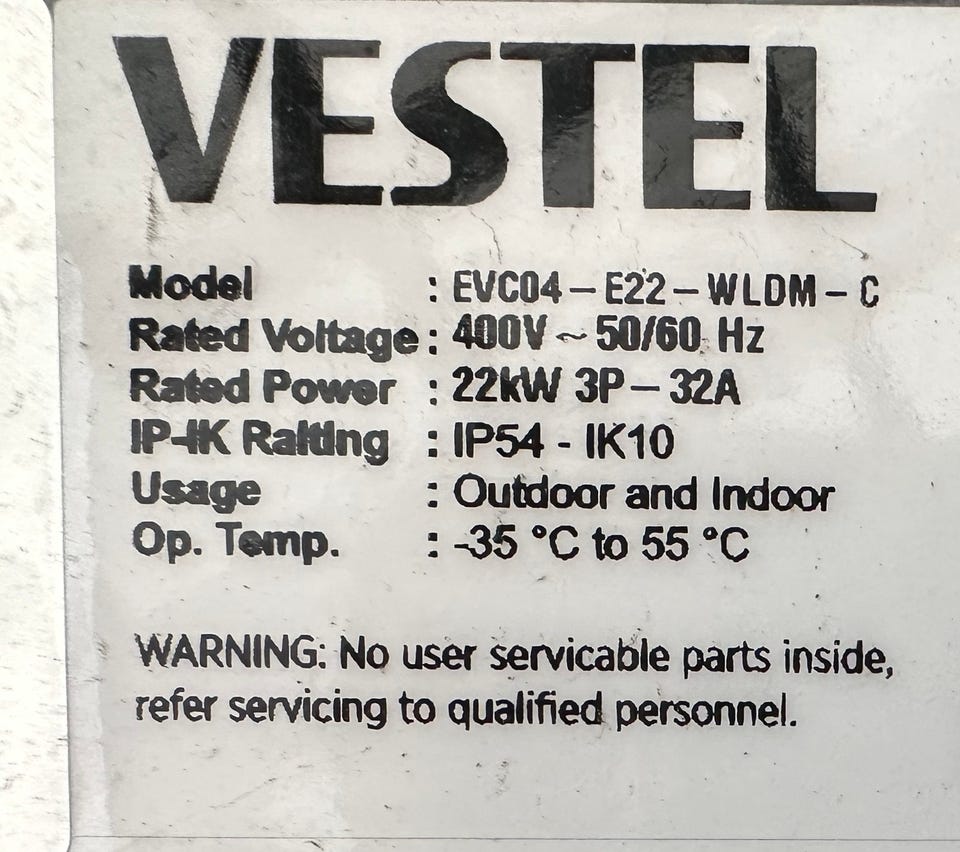 VESTEL
Model : EVC04 – E22 – WLDM – C
Rated Voltage : 400V ~ 50/60 Hz
Rated Power : 22kW 3P – 32A
IP-IK Raiting : IP54 - IK10
Usage : Outdoor and Indoor
Op. Temp. : -35 °C to 55 °C
WARNING: No user servicable parts inside,
refer servicing to qualified personnel.